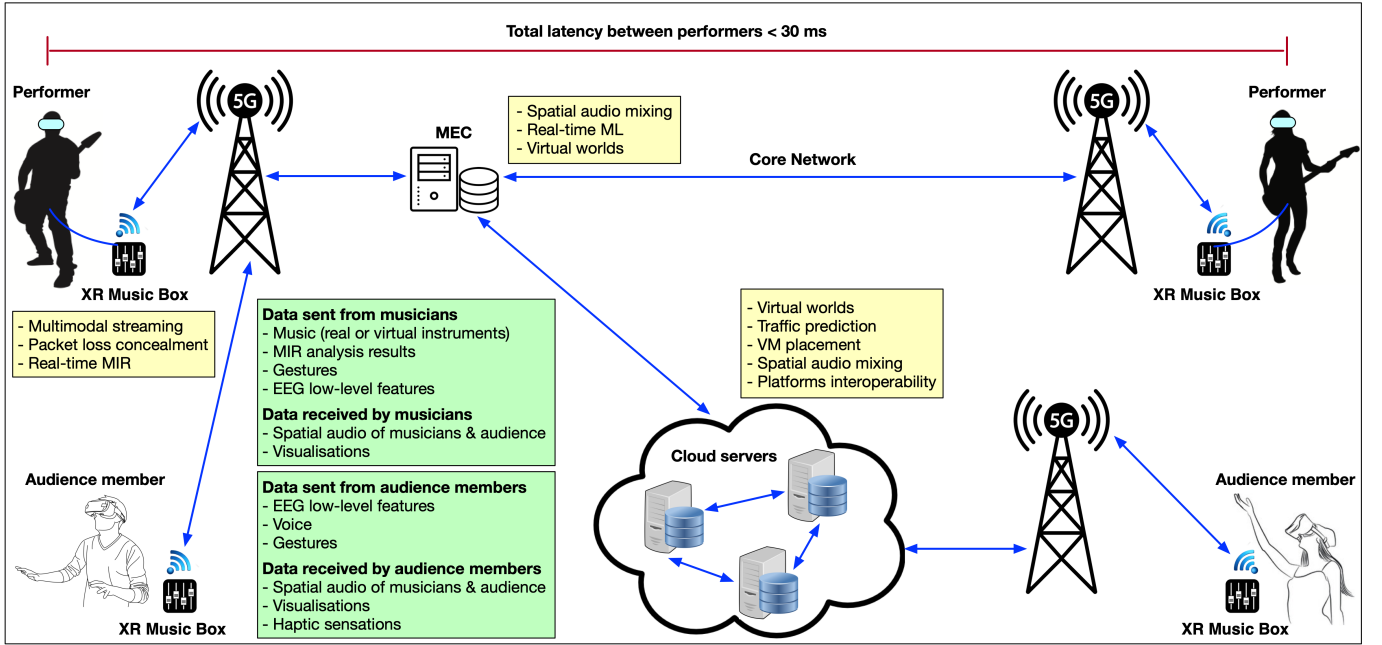 Total latency between performers < 30 ms
Performer
5G
MEC
- Spatial audio mixing
- Real-time ML
- Virtual worlds
Core Network
5G
Performer
XR Music Box
XR Music Box
- Multimodal streaming
- Packet loss concealment
- Real-time MIR
Data sent from musicians
- Music (real or virtual instruments)
- MIR analysis results
- Gestures
- EEG low-level features
Data received by musicians
- Spatial audio of musicians & audience
- Visualisations
- Virtual worlds
- Traffic prediction
- VM placement
- Spatial audio mixing
- Platforms interoperability
Audience member
XR Music Box
Data sent from audience members
- EEG low-level features
- Voice
- Gestures
Data received by audience members
- Spatial audio of musicians & audience
- Visualisations
- Haptic sensations
Cloud servers
5G
Audience member
XR Music Box